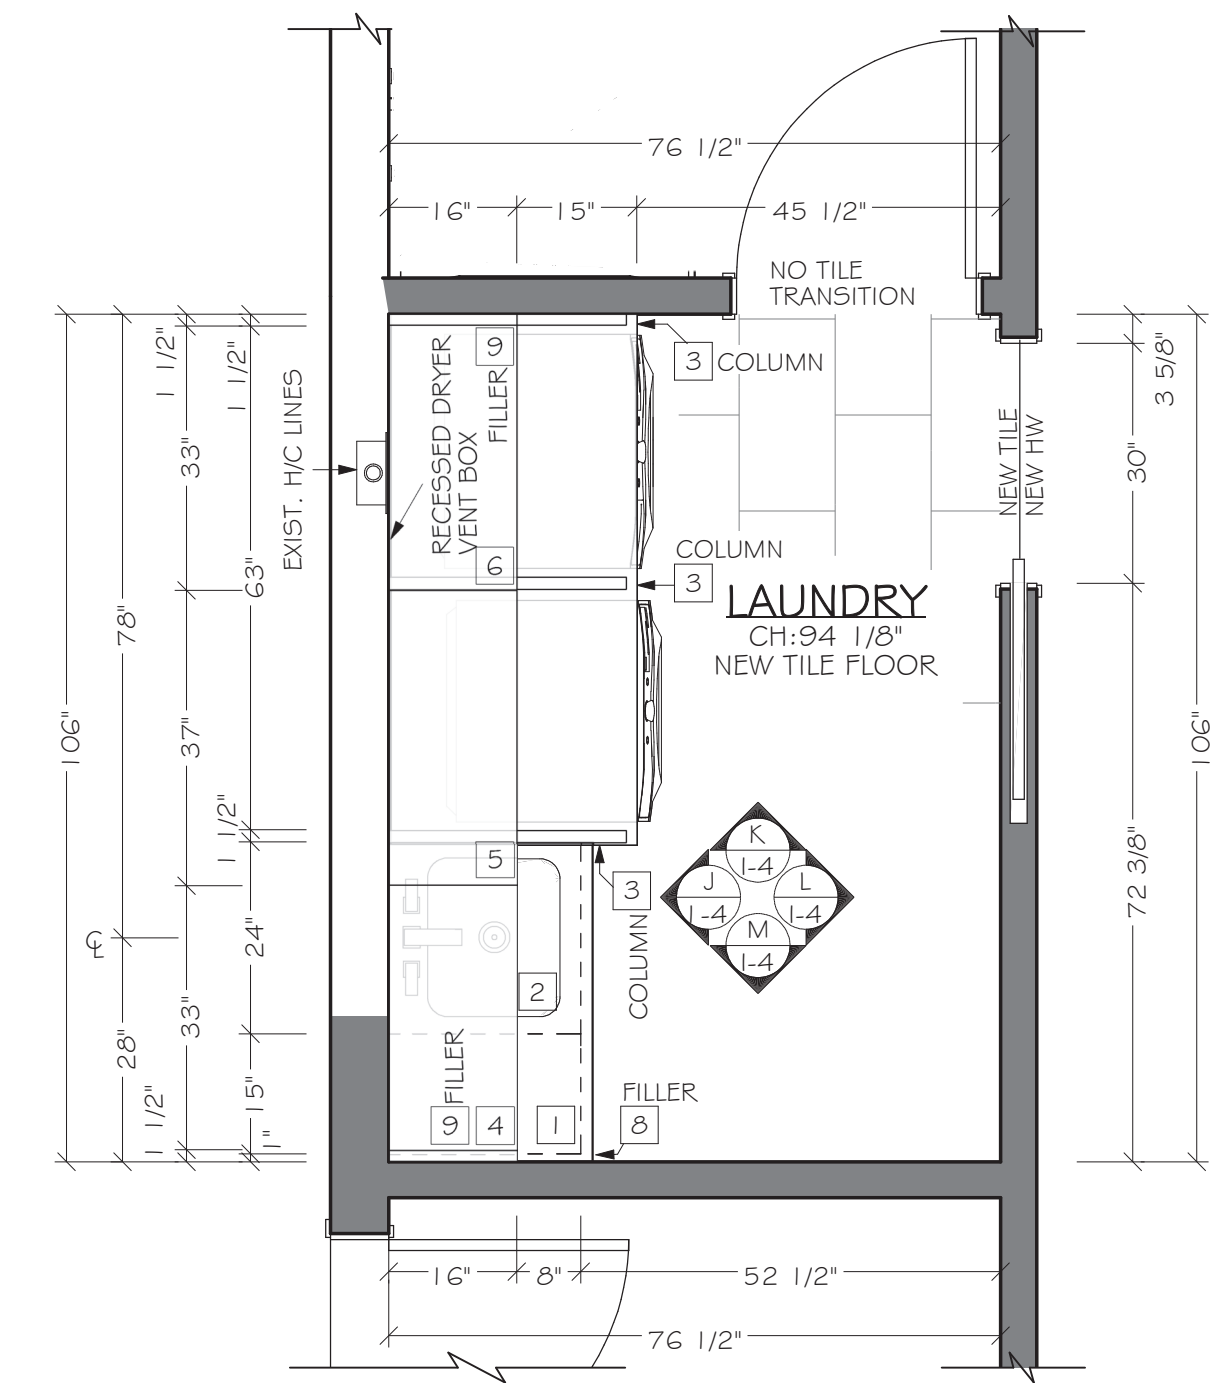 76 1/2"
16"
15"
45 1/2"
NO TILE
TRANSITION
1 1/2"
1 1/2"
9
FILLER
RECESSED DRYER
VENT BOX
3
COLUMN
3 5/8"
EXIST. H/C LINES
33"
30"
NEW TILE
NEW HW
6
COLUMN
3
63"
78"
LAUNDRY
CH:94 1/8"
NEW TILE FLOOR
106"
37"
106"
1 1/2"
5
3
COLUMN
K
1-4
J
1-4
L
1-4
M
1-4
72 3/8"
24"
℄
2
33"
28"
FILLER
1 1/2"
15"
1"
9
4
1
FILLER
8
16"
8"
52 1/2"
76 1/2"